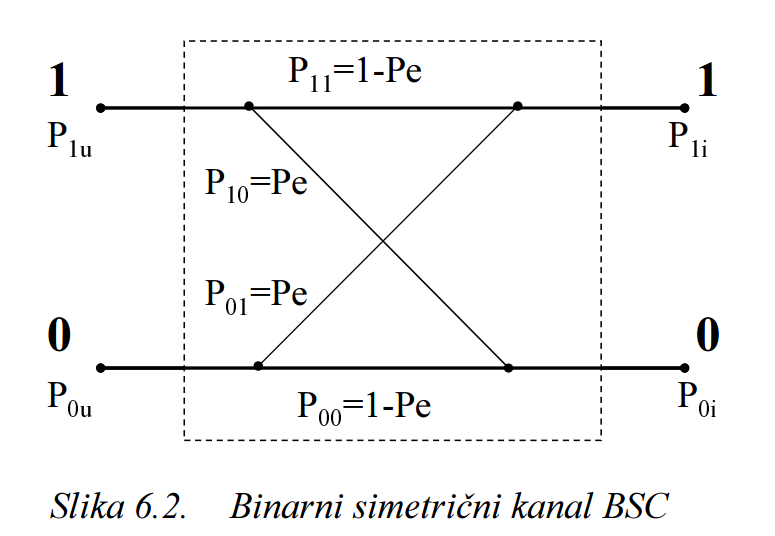 P11=1-Pe
1 1
P1u P1i
P10=Pe
P01=Pe
0 0
P0u P0i
P00=1-Pe
Slika 6.2. Binarni simetrični kanal BSC